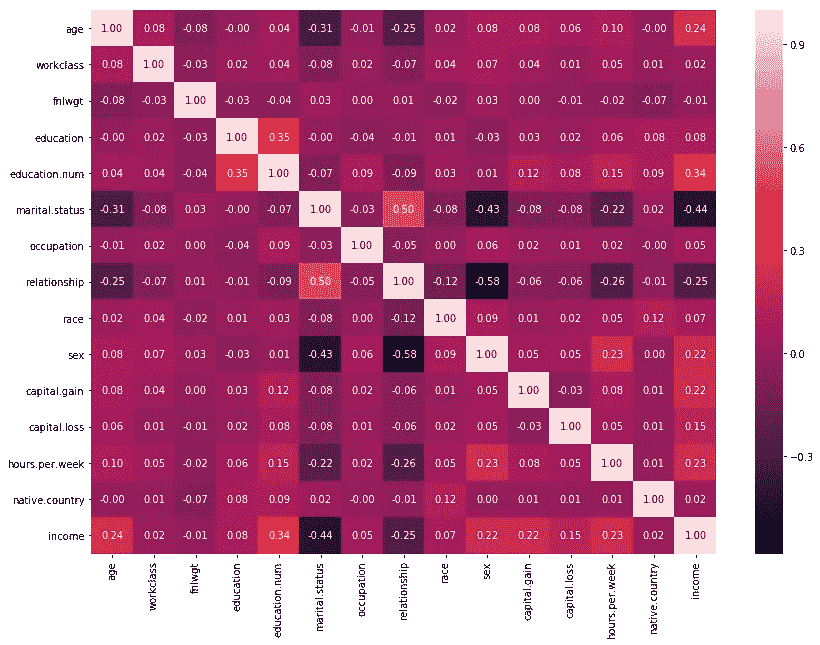 age 1.00 0.08 -0.08 -0.00 0.04 -0.31 -0.01 -0.25 0.02 0.08 0.08 0.06 0.10 -0.00 0.24
workclass 0.08 1.00 -0.03 0.02 0.04 -0.08 0.02 -0.07 0.04 0.07 0.04 0.01 0.05 0.01 0.02
fnlwgt -0.08 -0.03 1.00 -0.03 -0.04 0.03 0.00 0.01 -0.02 0.03 0.00 -0.01 -0.02 -0.07 -0.01
education -0.00 0.02 -0.03 1.00 0.35 -0.00 -0.04 -0.01 0.01 -0.03 0.03 0.02 0.06 0.08 0.08
education.num 0.04 0.04 -0.04 0.35 1.00 -0.07 0.09 -0.09 0.03 0.01 0.12 0.08 0.15 0.09 0.34
marital.status -0.31 -0.08 0.03 -0.00 -0.07 1.00 -0.03 0.50 -0.08 -0.43 -0.08 -0.08 -0.22 0.02 -0.44
occupation -0.01 0.02 0.00 -0.04 0.09 -0.03 1.00 -0.05 0.00 0.06 0.02 0.01 0.02 -0.00 0.05
relationship -0.25 -0.07 0.01 -0.01 -0.09 0.50 -0.05 1.00 -0.12 -0.58 -0.06 -0.06 -0.26 -0.01 -0.25
race 0.02 0.04 -0.02 0.01 0.03 -0.08 0.00 -0.12 1.00 0.09 0.01 0.02 0.05 0.12 0.07
sex 0.08 0.07 0.03 -0.03 0.01 -0.43 0.06 -0.58 0.09 1.00 0.05 0.05 0.23 0.00 0.22
capital.gain 0.08 0.04 0.00 0.03 0.12 -0.08 0.02 -0.06 0.01 0.05 1.00 -0.03 0.08 0.01 0.22
capital.loss 0.06 0.01 -0.01 0.02 0.08 -0.08 0.01 -0.06 0.02 0.05 -0.03 1.00 0.05 0.01 0.15
hours.per.week 0.10 0.05 -0.02 0.06 0.15 -0.22 0.02 -0.26 0.05 0.23 0.08 0.05 1.00 0.01 0.23
native.country -0.00 0.01 -0.07 0.08 0.09 0.02 -0.00 -0.01 0.12 0.00 0.01 0.01 0.01 1.00 0.02
income 0.24 0.02 -0.01 0.08 0.34 -0.44 0.05 -0.25 0.07 0.22 0.22 0.15 0.23 0.02 1.00
age
workclass
fnlwgt
education
education.num
marital.status
occupation
relationship
race
sex
capital.gain
capital.loss
hours.per.week
native.country
income
0.9
0.6
0.3
0.0
−0.3